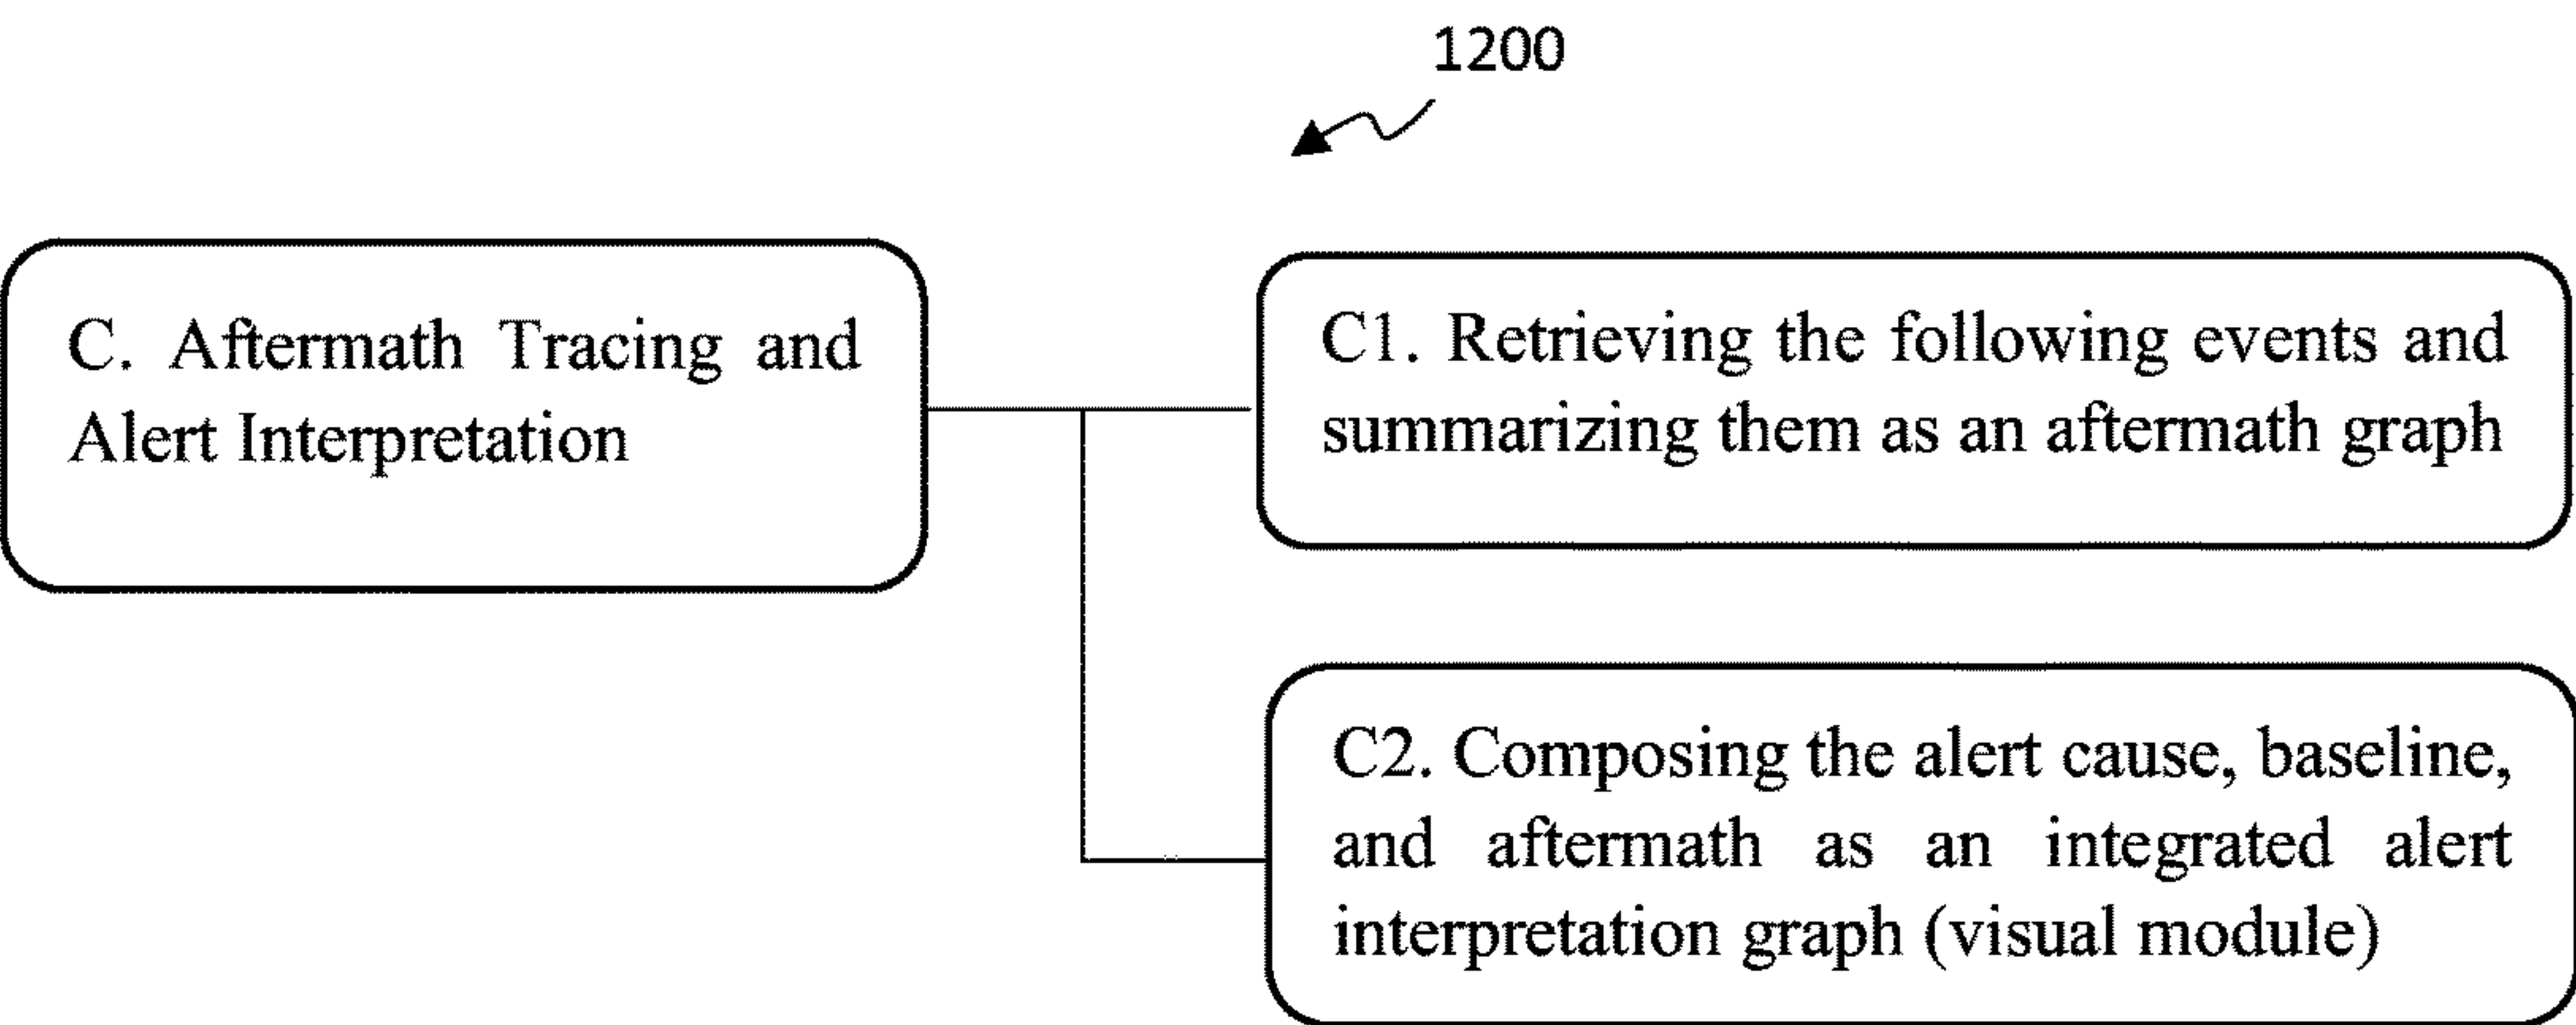 1200
C. Aftermath Tracing and
Alert Interpretation
C1. Retrieving the following events and
summarizing them as an aftermath graph
C2. Composing the alert cause, baseline,
and aftermath as an integrated alert
interpretation graph (visual module)